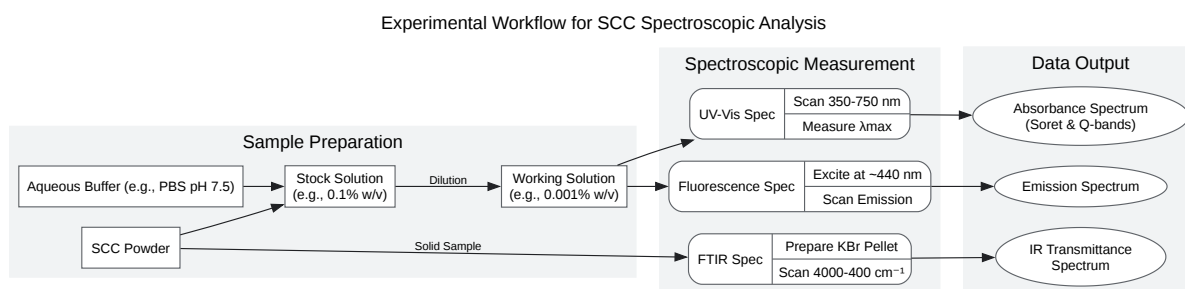 Experimental Workflow for SCC Spectroscopic Analysis
Sample Preparation
Aqueous Buffer (e.g., PBS pH 7.5)
SCC Powder
Stock Solution
(e.g., 0.1% w/v)
Dilution
Working Solution
(e.g., 0.001% w/v)
Solid Sample
Spectroscopic Measurement
UV-Vis Spec
Scan 350-750 nm
Measure λmax
Fluorescence Spec
Excite at ~440 nm
Scan Emission
FTIR Spec
Prepare KBr Pellet
Scan 4000-400 cm⁻¹
Data Output
Absorbance Spectrum
(Soret & Q-bands)
Emission Spectrum
IR Transmittance
Spectrum